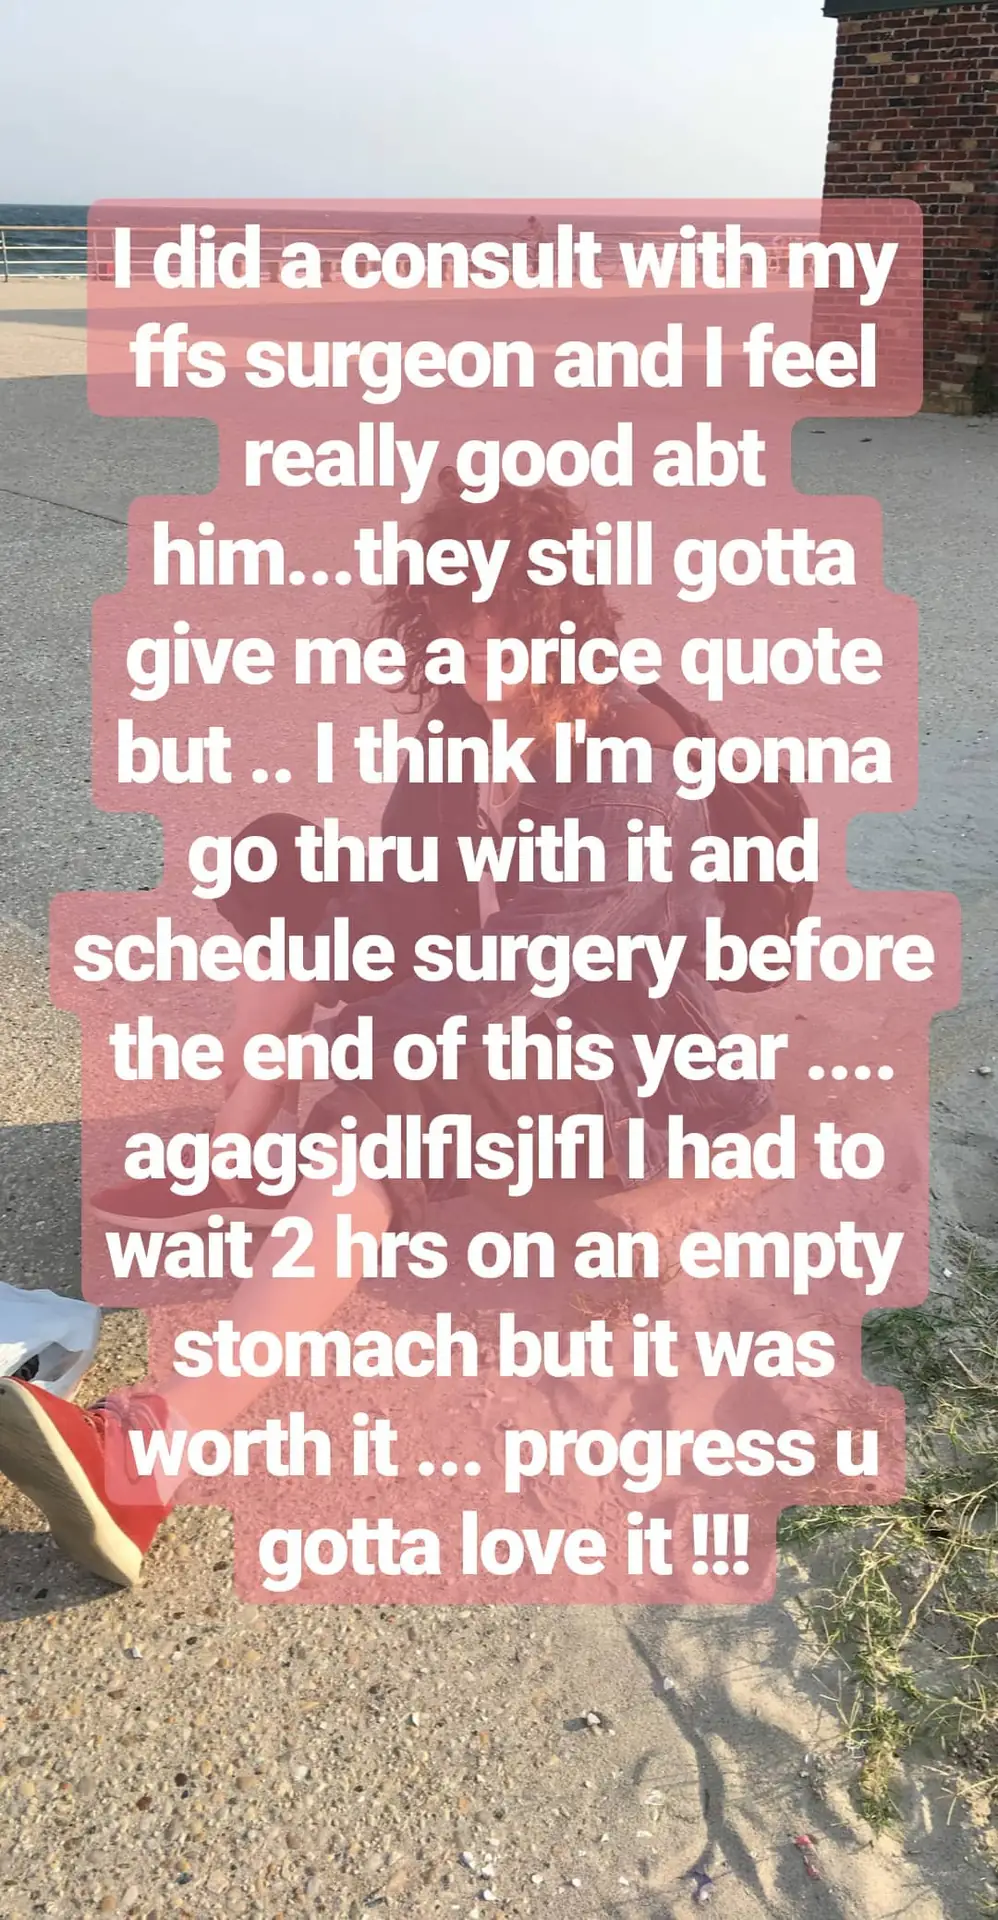 I did a consult with my
ffs surgeon and I feel
really good abt
him...they still gotta
give me a price quote
but .. I think I'm gonna
go thru with it and
schedule surgery before
the end of this year ....
agagsjdlflsjlfl I had to
wait 2 hrs on an empty
stomach but it was
worth it ... progress u
gotta love it !!!